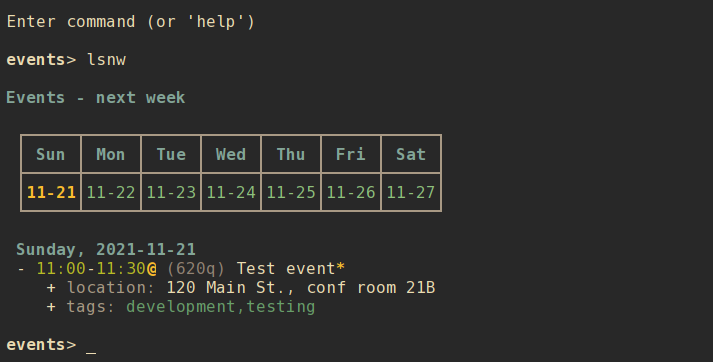 Enter command (or 'help')
events> lsnw
Events - next week
Sun Mon Tue Wed Thu Fri Sat
11-21 11-22 11-23 11-24 11-25 11-26 11-27
Sunday, 2021-11-21
- 11:00-11:30@ (620q) Test event*
+ location: 120 Main St., conf room 21B
+ tags: development,testing
events> _